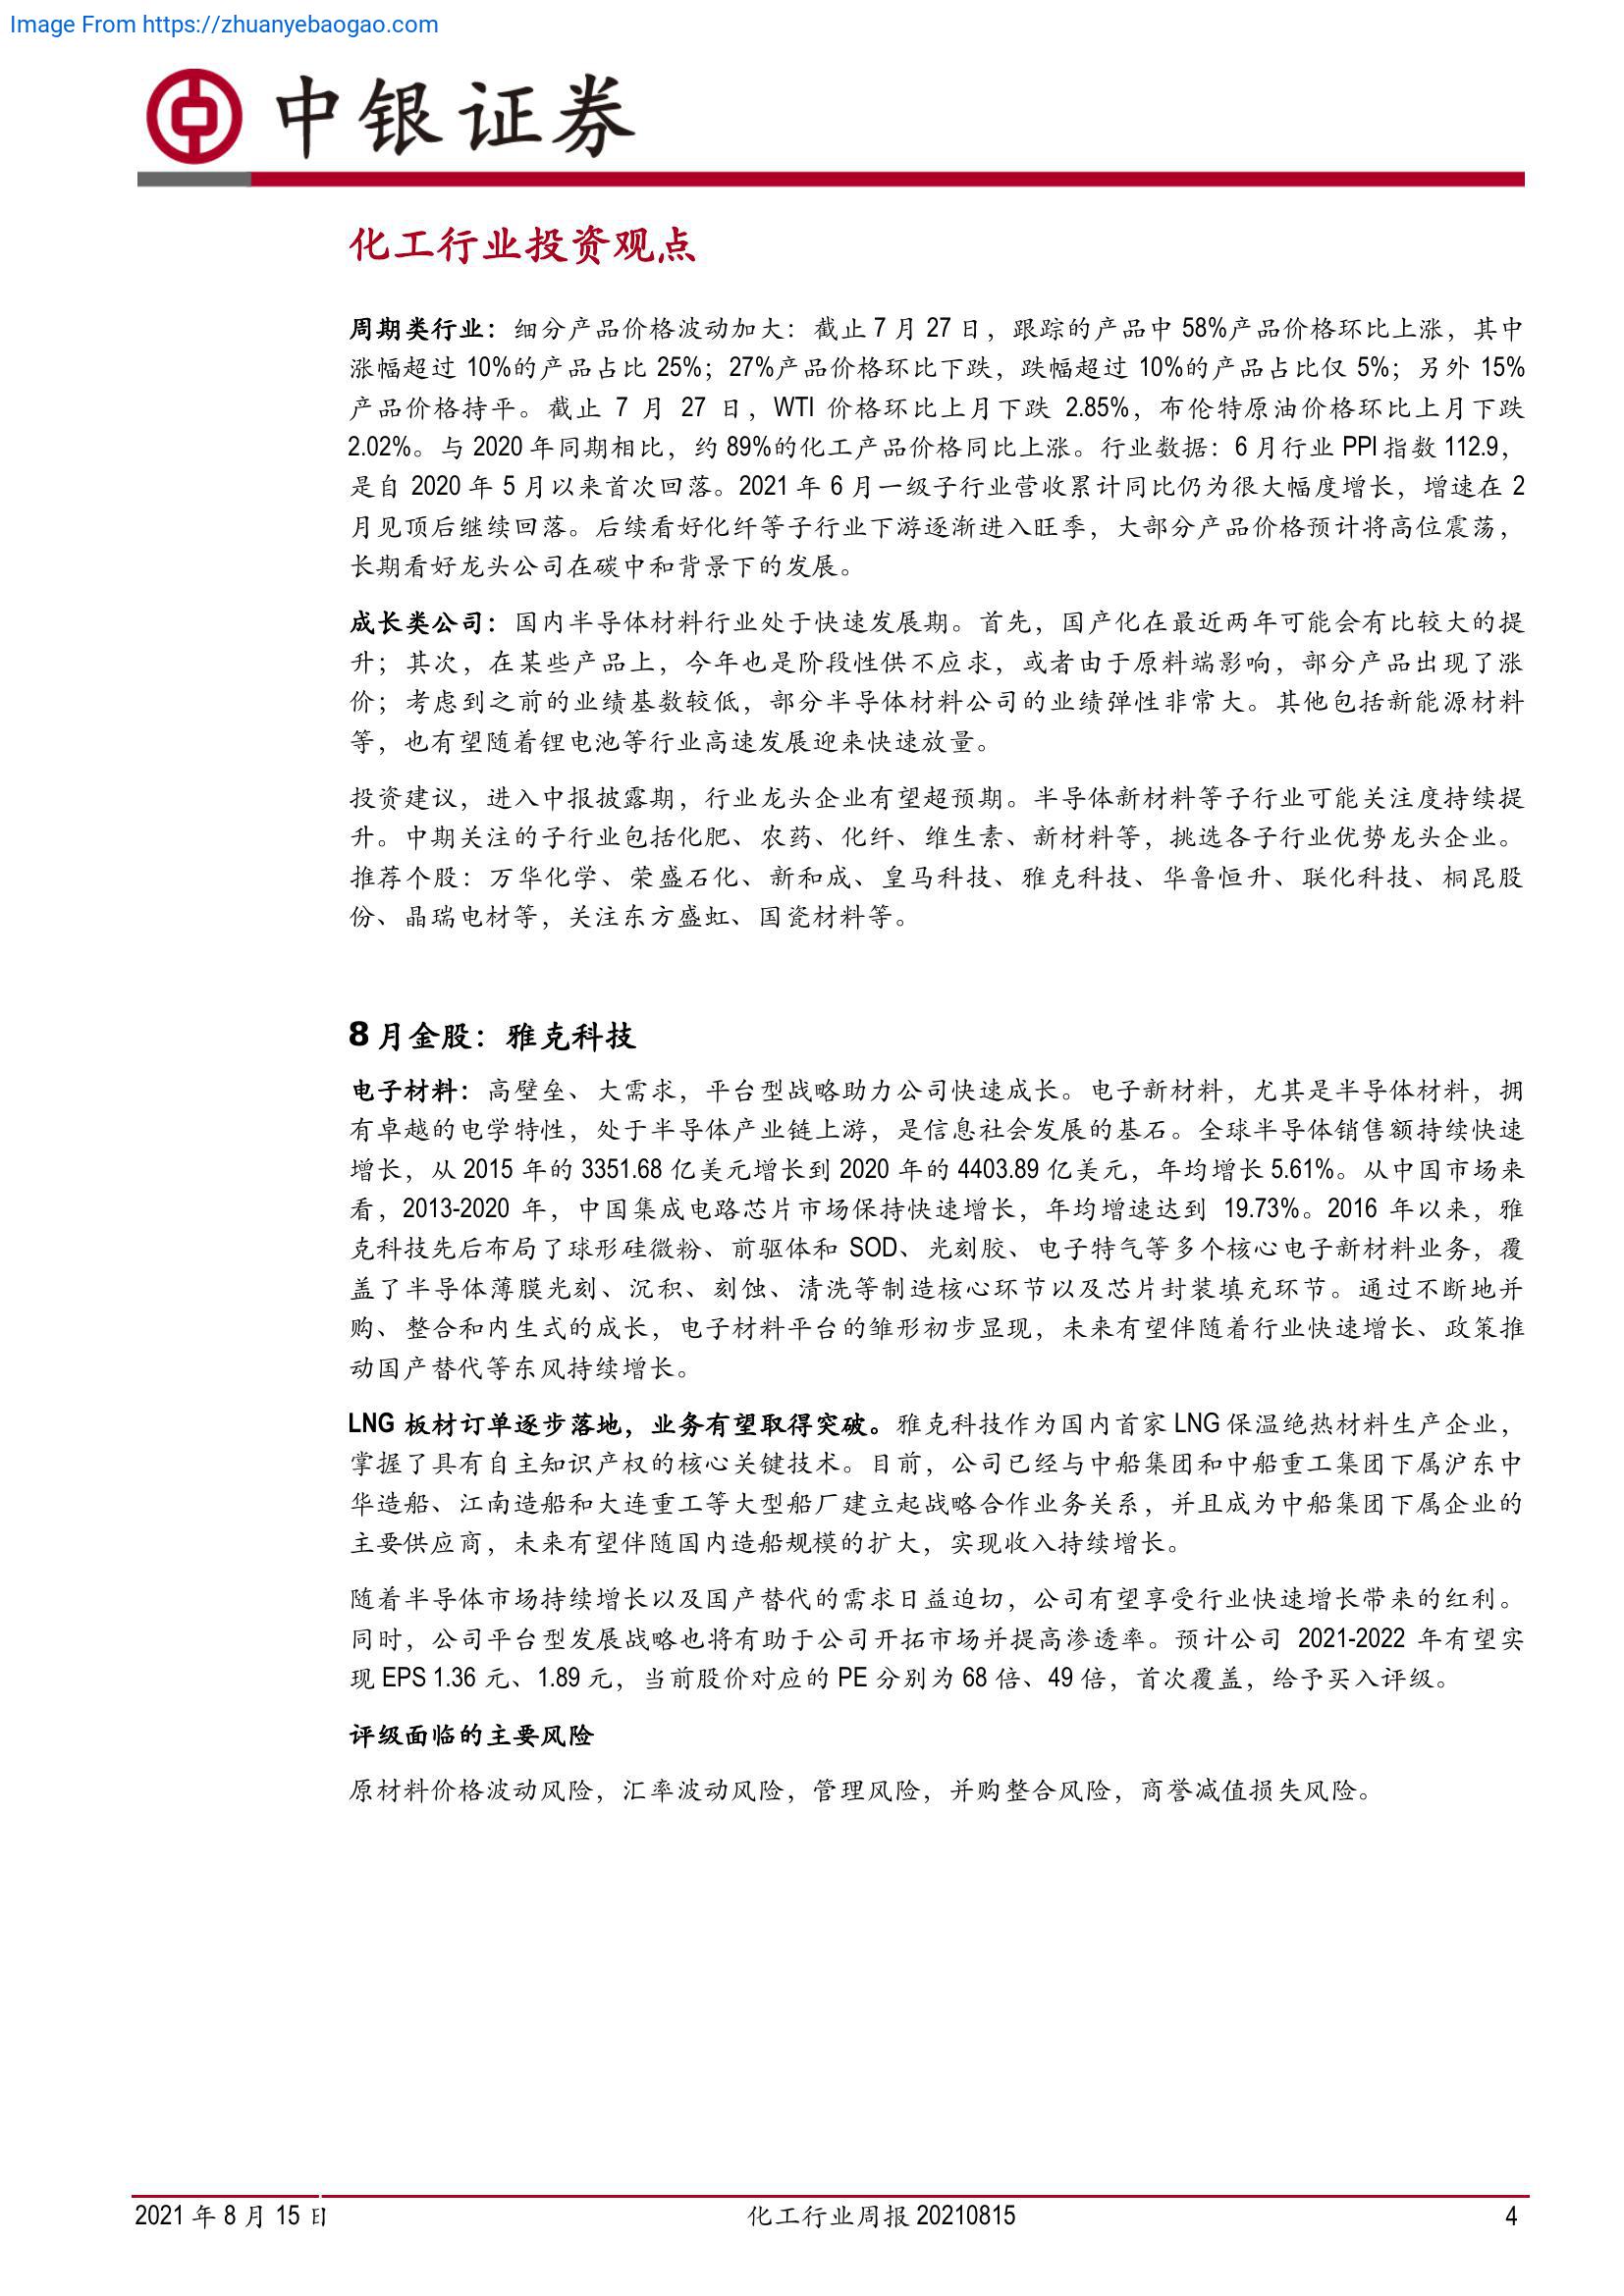 Image From https://zhuanyebaogao.com
中银证券
化工行业投资观点
周期类行业：细分产品价格波动加大：截止 7 月 27 日，跟踪的产品中 58%产品价格环比上涨，其中
涨幅超过 10%的产品占比 25%；27%产品价格环比下跌，跌幅超过 10%的产品占比仅 5%；另外 15%
产品价格持平。截止 7 月 27 日，WTI 价格环比上月下跌 2.85%，布伦特原油价格环比上月下跌
2.02%。与 2020 年同期相比，约 89%的化工产品价格同比上涨。行业数据：6 月行业 PPI 指数 112.9，
是自 2020 年 5 月以来首次回落。2021 年 6 月一级子行业营收累计同比仍为很大幅度增长，增速在 2
月见顶后继续回落。后续看好化纤等子行业下游逐渐进入旺季，大部分产品价格预计将高位震荡，
长期看好龙头公司在碳中和背景下的发展。
成长类公司：国内半导体材料行业处于快速发展期。首先，国产化在最近两年可能会有比较大的提
升；其次，在某些产品上，今年也是阶段性供不应求，或者由于原料端影响，部分产品出现了涨
价；考虑到之前的业绩基数较低，部分半导体材料公司的业绩弹性非常大。其他包括新能源材料
等，也有望随着锂电池等行业高速发展迎来快速放量。
投资建议，进入中报披露期，行业龙头企业有望超预期。半导体新材料等子行业可能关注度持续提
升。中期关注的子行业包括化肥、农药、化纤、维生素、新材料等，挑选各子行业优势龙头企业。
推荐个股：万华化学、荣盛石化、新和成、皇马科技、雅克科技、华鲁恒升、联化科技、桐昆股
份、晶瑞电材等，关注东方盛虹、国瓷材料等。
8 月金股：雅克科技
电子材料：高壁垒、大需求，平台型战略助力公司快速成长。电子新材料，尤其是半导体材料，拥
有卓越的电学特性，处于半导体产业链上游，是信息社会发展的基石。全球半导体销售额持续快速
增长，从 2015 年的 3351.68 亿美元增长到 2020 年的 4403.89 亿美元，年均增长 5.61%。从中国市场来
看，2013-2020 年，中国集成电路芯片市场保持快速增长，年均增速达到 19.73%。2016 年以来，雅
克科技先后布局了球形硅微粉、前驱体和 SOD、光刻胶、电子特气等多个核心电子新材料业务，覆
盖了半导体薄膜光刻、沉积、刻蚀、清洗等制造核心环节以及芯片封装填充环节。通过不断地并
购、整合和内生式的成长，电子材料平台的雏形初步显现，未来有望伴随着行业快速增长、政策推
动国产替代等东风持续增长。
LNG 板材订单逐步落地，业务有望取得突破。雅克科技作为国内首家 LNG 保温绝热材料生产企业，
掌握了具有自主知识产权的核心关键技术。目前，公司已经与中船集团和中船重工集团下属沪东中
华造船、江南造船和大连重工等大型船厂建立起战略合作业务关系，并且成为中船集团下属企业的
主要供应商，未来有望伴随国内造船规模的扩大，实现收入持续增长。
随着半导体市场持续增长以及国产替代的需求日益迫切，公司有望享受行业快速增长带来的红利。
同时，公司平台型发展战略也将有助于公司开拓市场并提高渗透率。预计公司 2021-2022 年有望实
现 EPS 1.36 元、1.89 元，当前股价对应的 PE 分别为 68 倍、49 倍，首次覆盖，给予买入评级。
评级面临的主要风险
原材料价格波动风险，汇率波动风险，管理风险，并购整合风险，商誉减值损失风险。
2021 年 8 月 15 日
化工行业周报 20210815
4